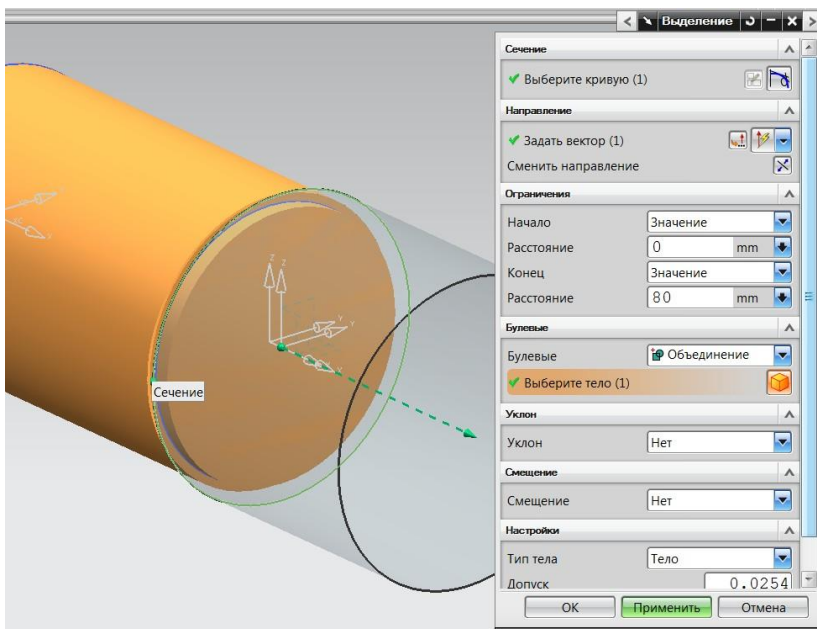 Выделение
Сечение
Выберите кривую (1)
Направление
Задать вектор (1)
Сменить направление
Ограничения
Начало Значение
Расстояние 0 mm
Конец Значение
Расстояние 80 mm
Булевые
Булевые Объединение
Выберите тело (1)
Уклон
Уклон Нет
Смещение
Смещение Нет
Настройки
Тип тела Тело
Допуск 0.0254
ОК Применить Отмена
Сечение
Z Z
Y Y